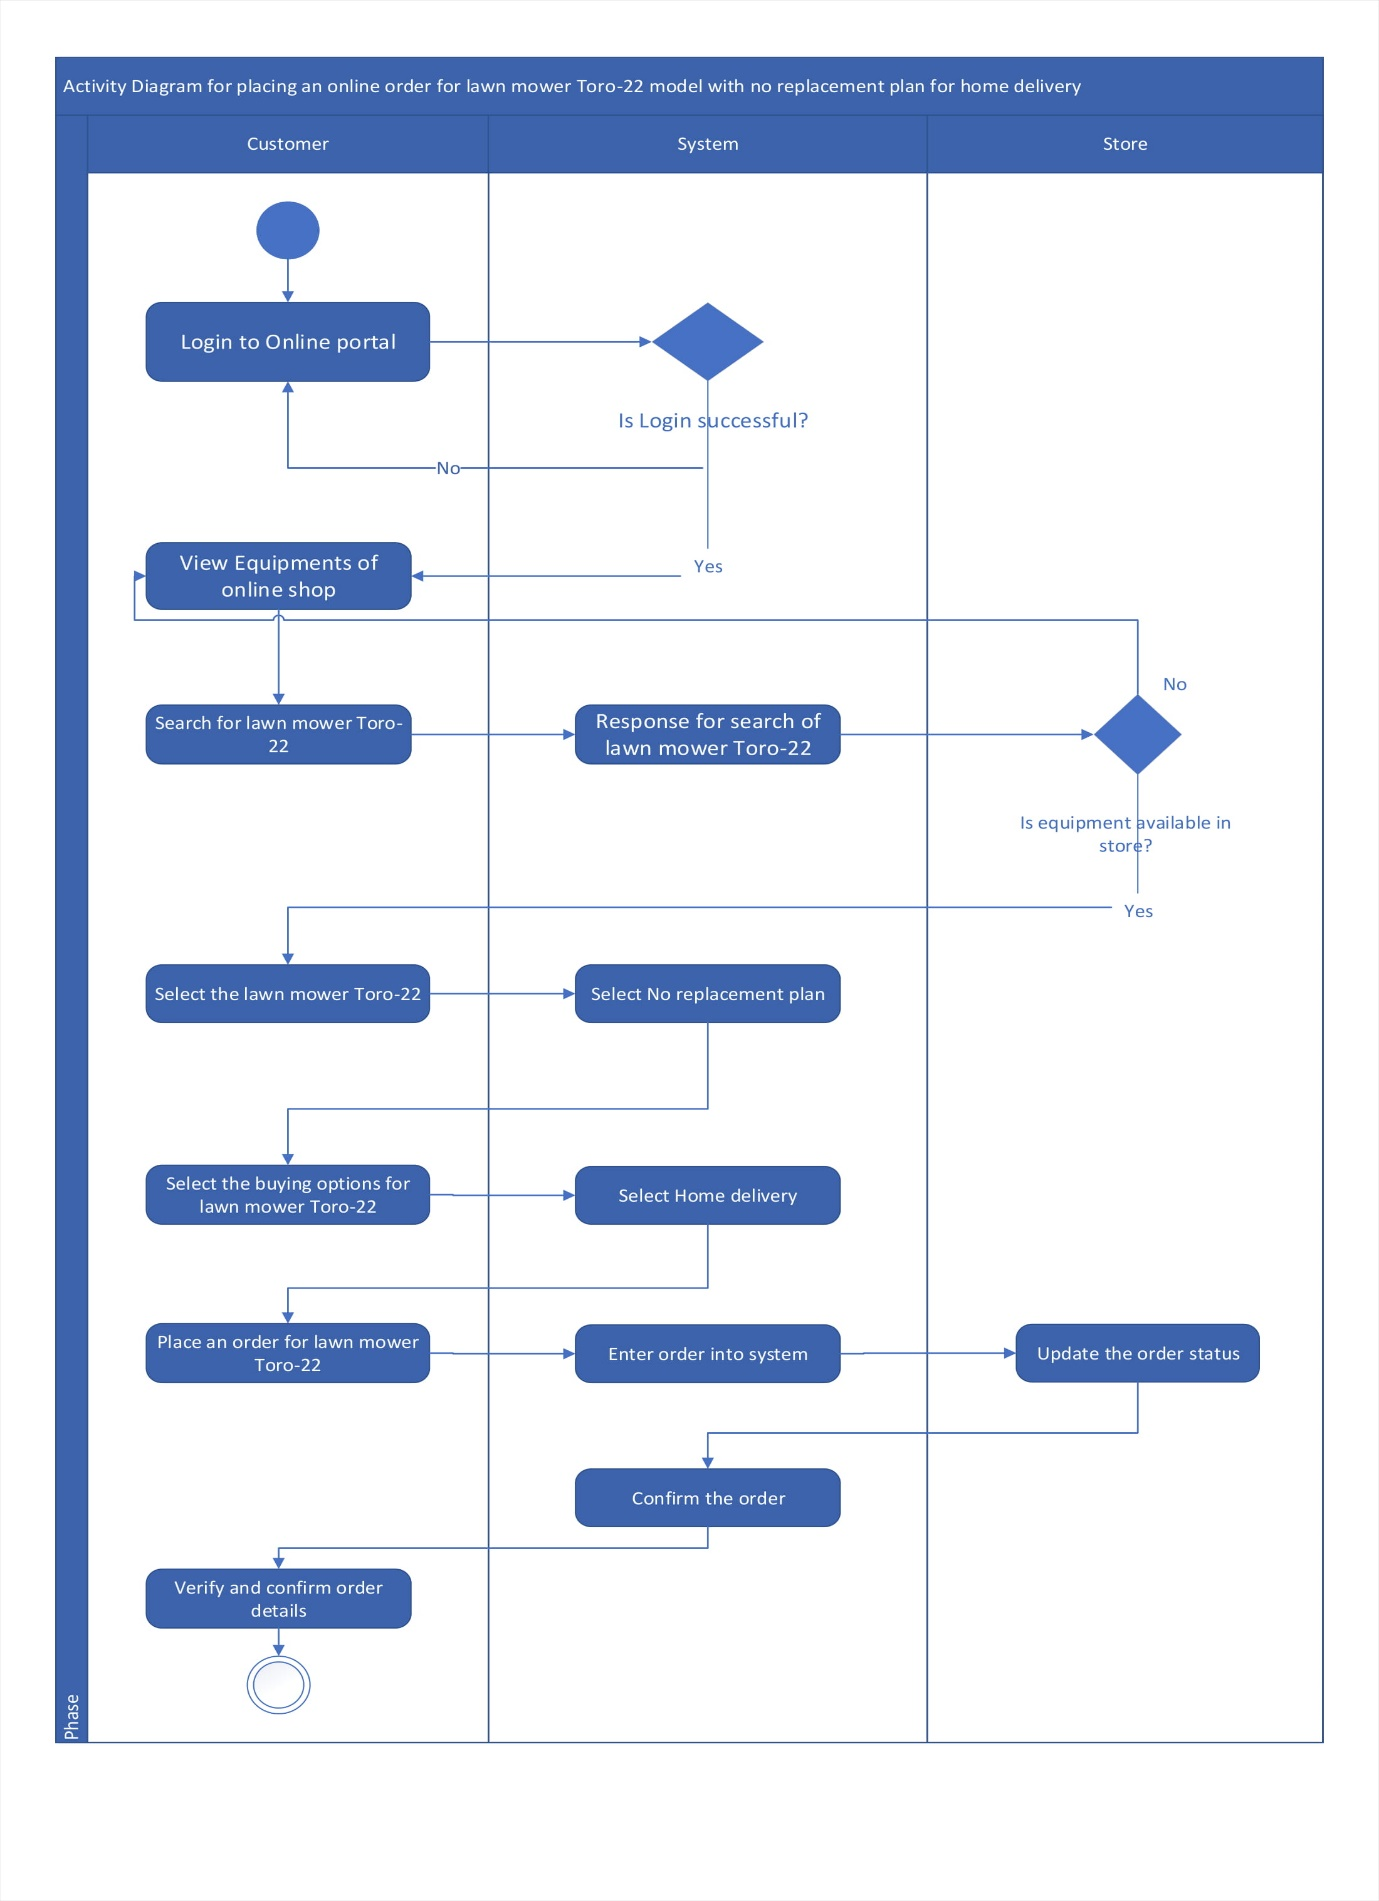 Activity Diagram for placing an online order for lawn mower Toro-22 model with no replacement plan for home delivery
Customer
System
Store
Login to Online portal
Is Login successful?
No
View Equipments of
online shop
Yes
No
Search for lawn mower Toro-
22
Response for search of
lawn mower Toro-22
Is equipment available in
store?
Yes
Select the lawn mower Toro-22
Select No replacement plan
Select the buying options for
lawn mower Toro-22
Select Home delivery
Place an order for lawn mower
Toro-22
Enter order into system
Update the order status
Confirm the order
Verify and confirm order
details
Phase